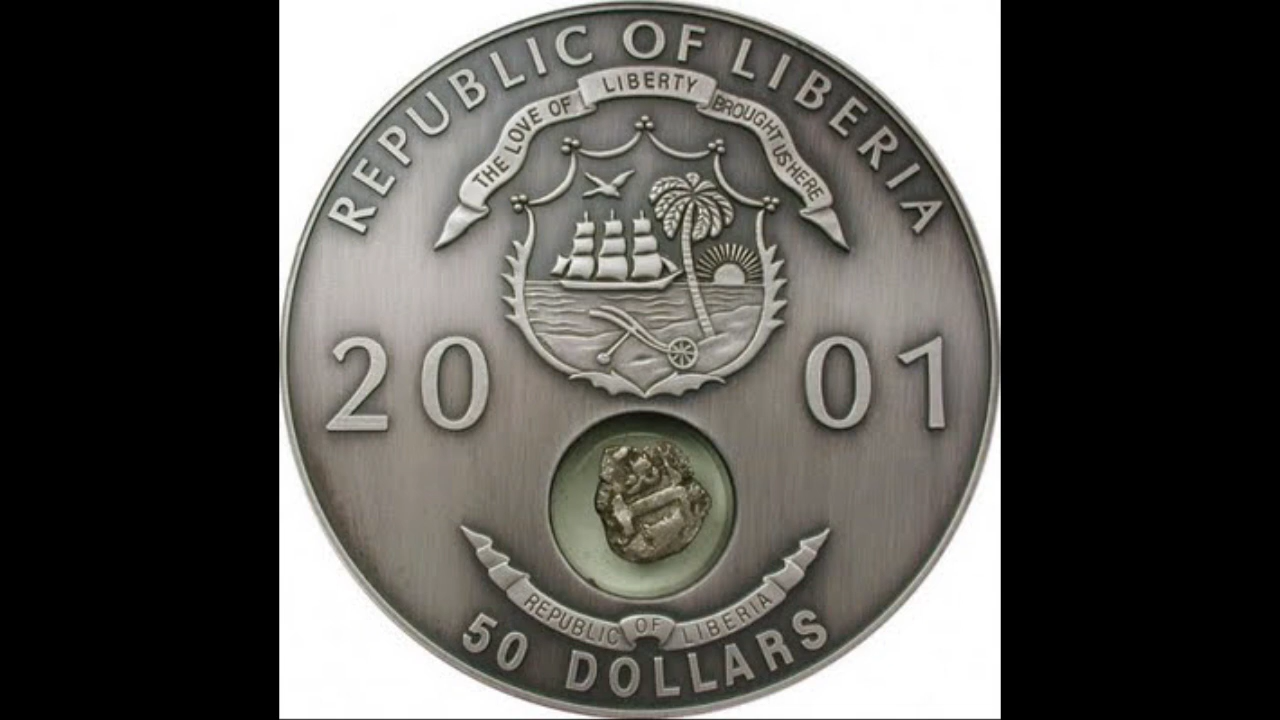 REPUBLIC OF LIBERIA
THE LOVE OF LIBERTY BROUGHT US HERE
20 01
REPUBLIC OF LIBERIA
50 DOLLARS